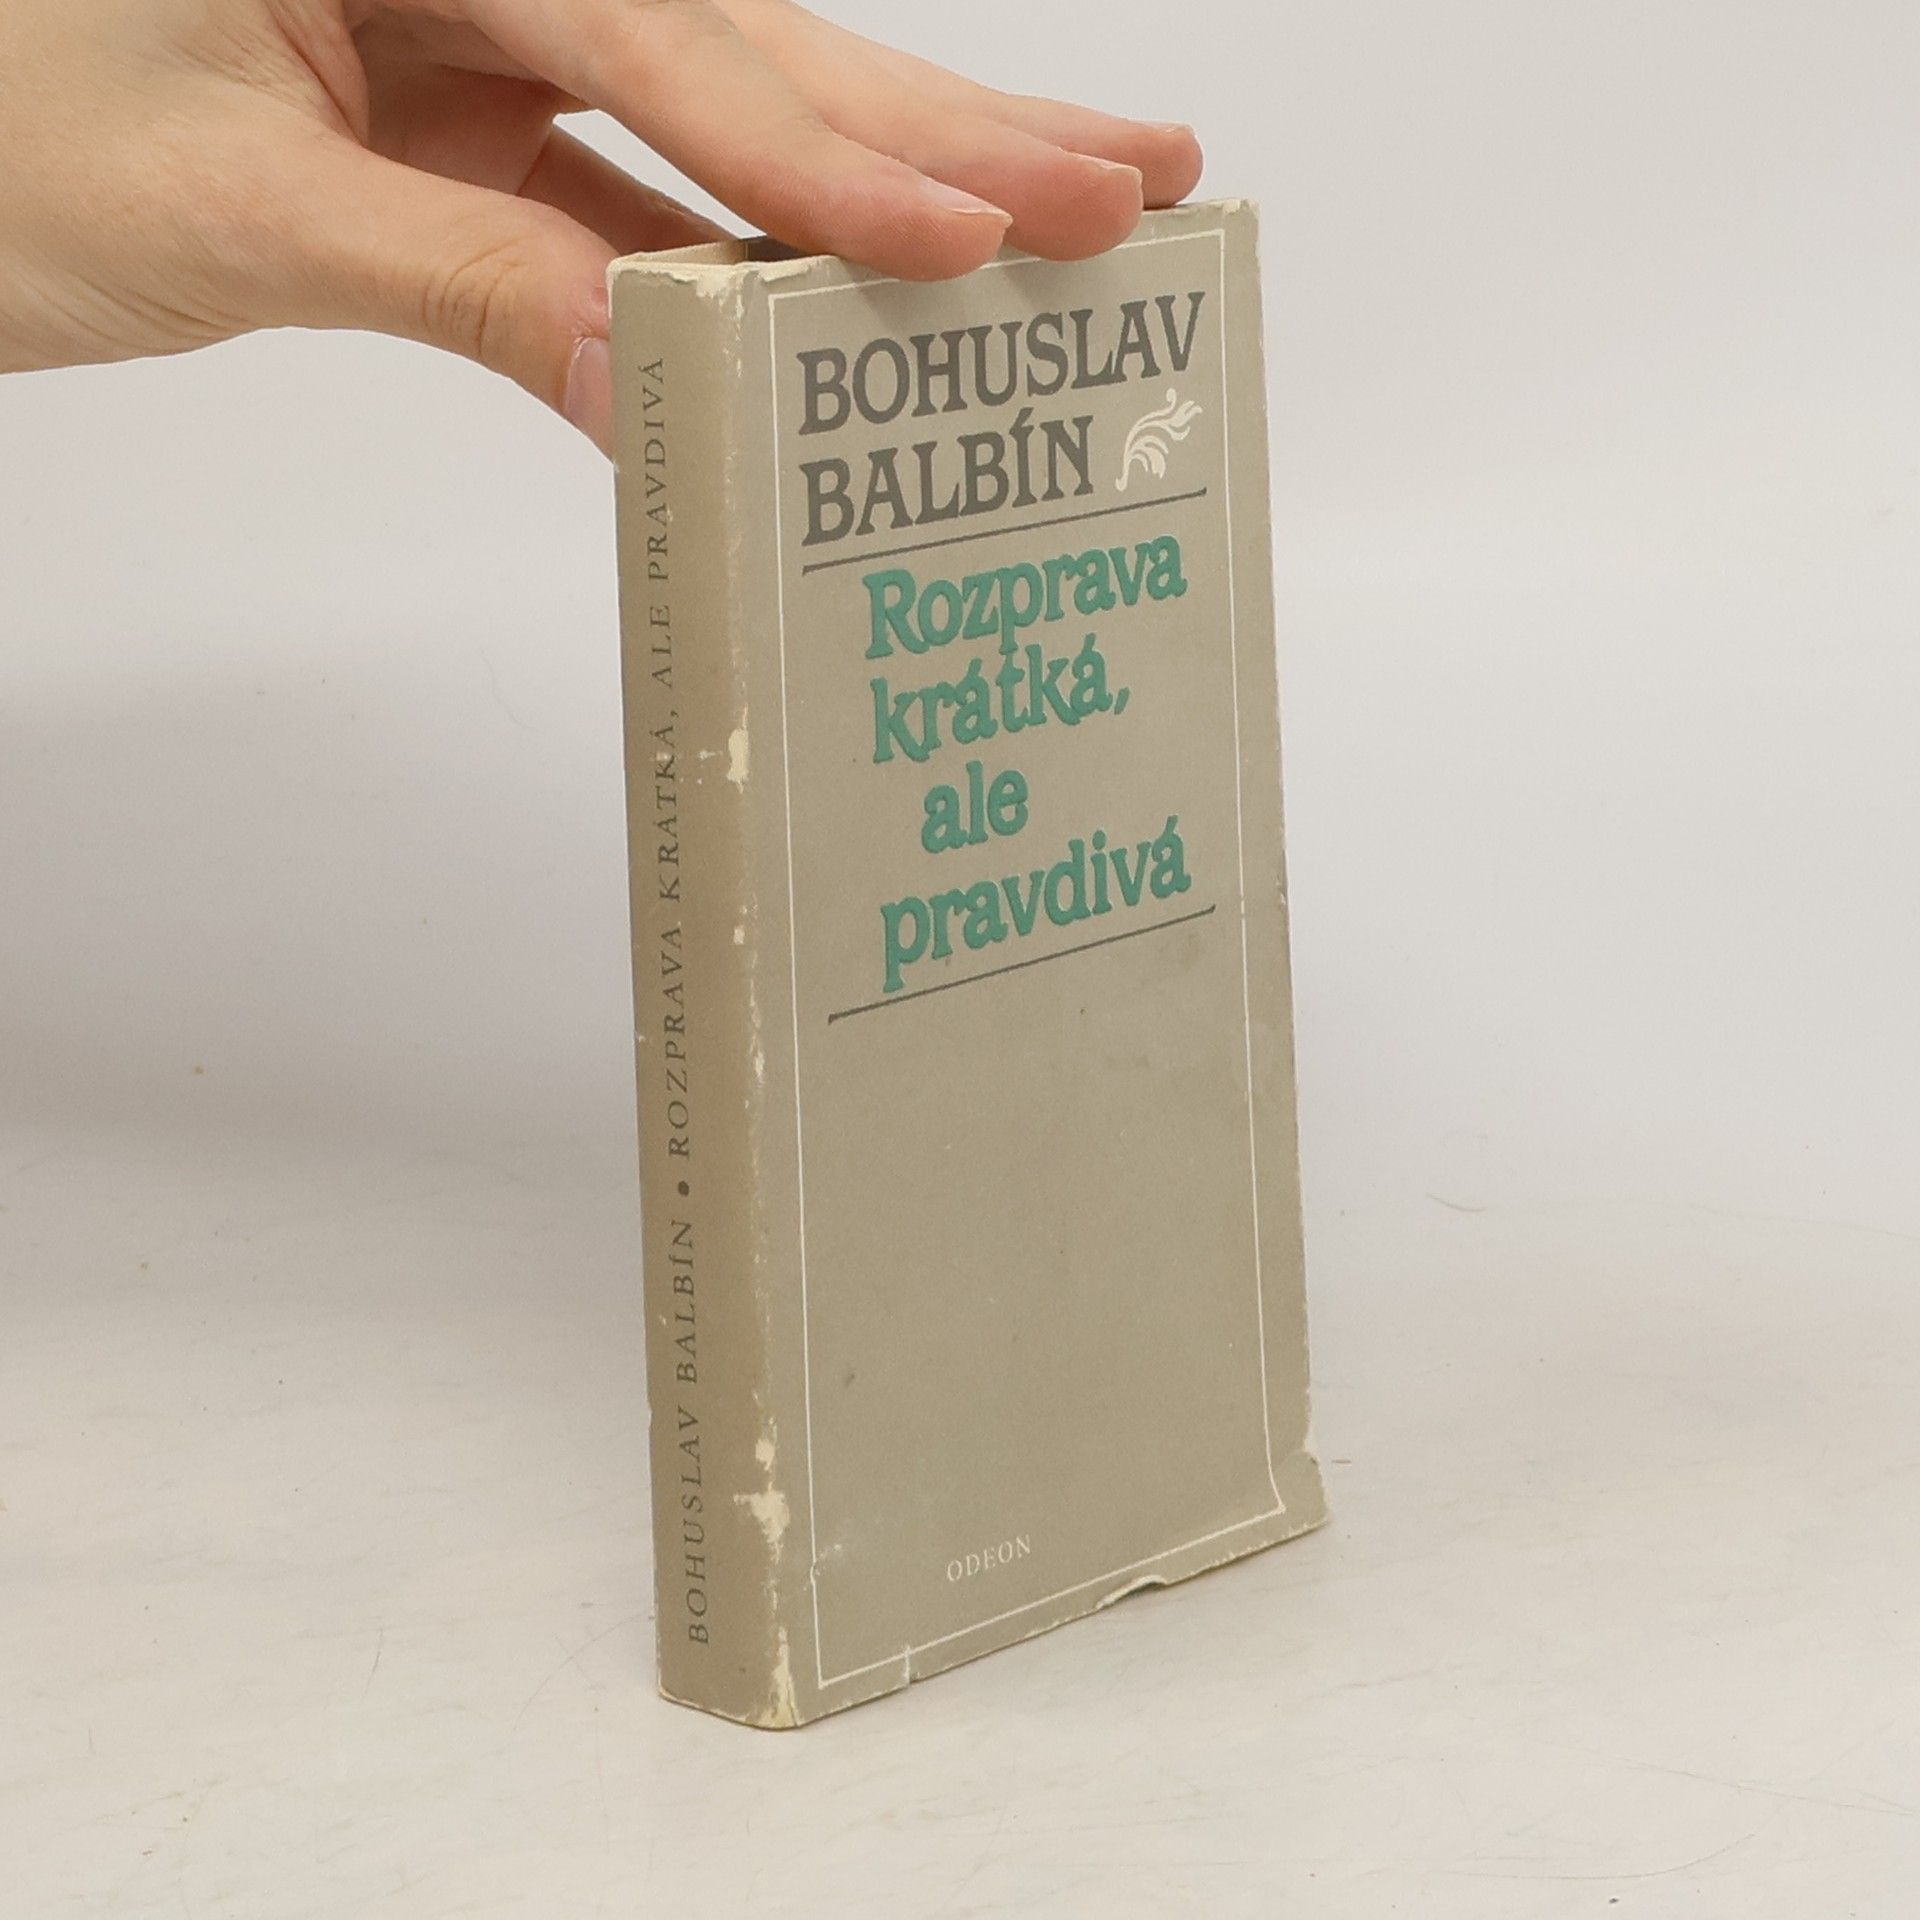 BOHUSLAV BALBÍN • ROZPRAVA KRÁTKÁ, ALE PRAVDIVÁ
BOHUSLAV
BALBÍN
Rozprava
krátká,
ale
pravdivá
ODEON